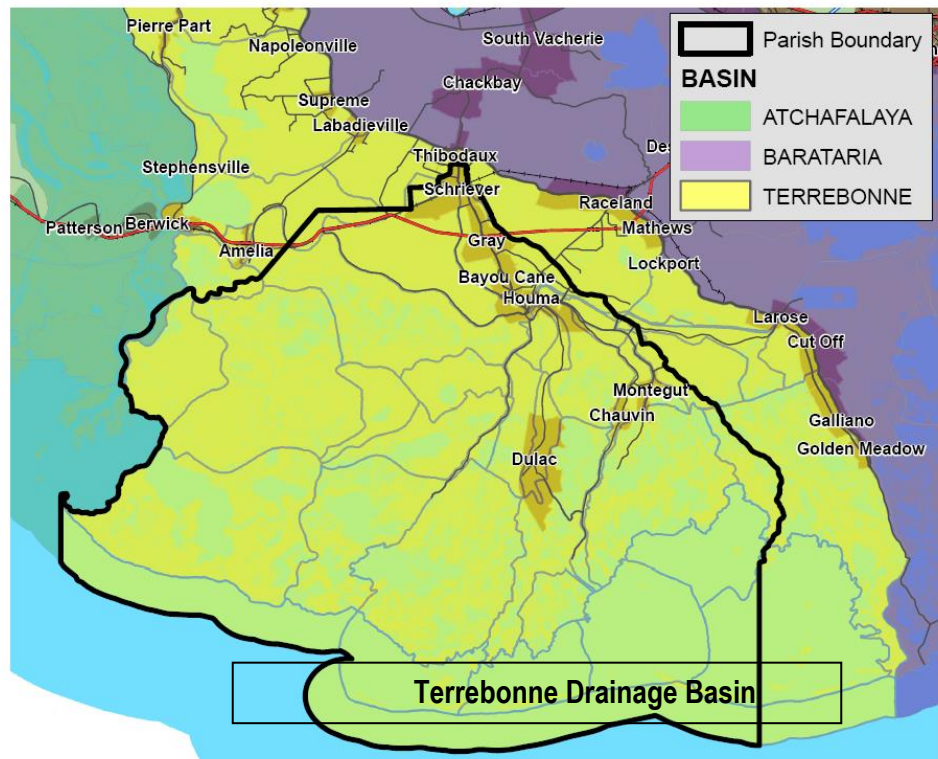 Pierre Part
Napoleonville
South Vacherie
Chackbay
Supreme
Labadieville
Stephensville
Thibodaux
Schriever
Raceland
Mathews
Patterson
Berwick
Amelia
Gray
Lockport
Bayou Cane
Houma
Larose
Cut Off
Montegut
Chauvin
Galliano
Golden Meadow
Dulac
Parish Boundary
BASIN
ATCHAFALAYA
BARATARIA
TERREBONNE
Terrebonne Drainage Basin